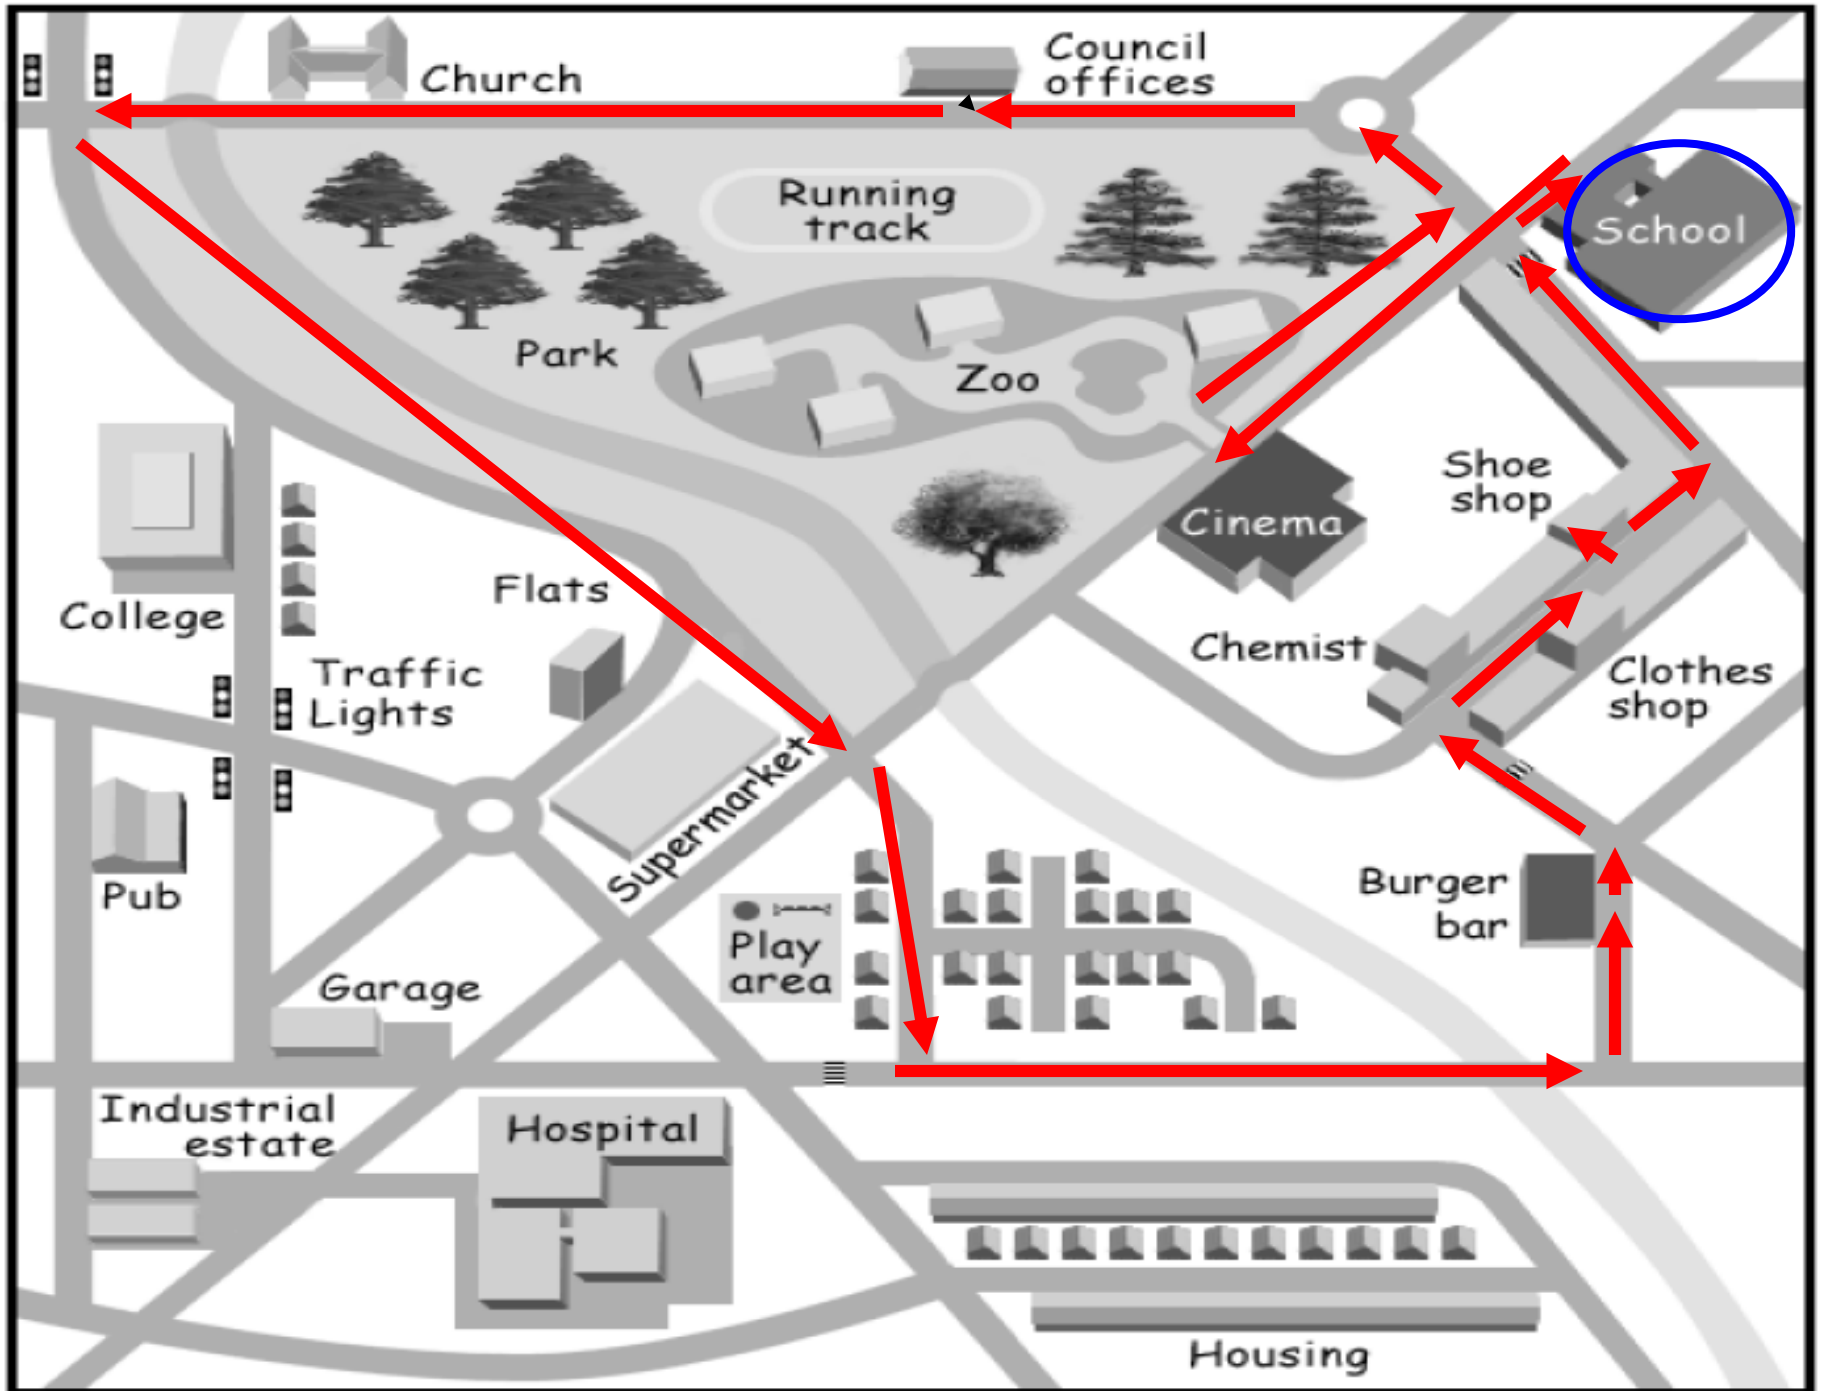 Church
Council
offices
Running
track
School
Park
Zoo
Shoe
shop
Cinema
College
Flats
Traffic
Lights
Chemist
Clothes
shop
Supermarket
Pub
Burger
bar
Play
area
Garage
Industrial
estate
Hospital
Housing